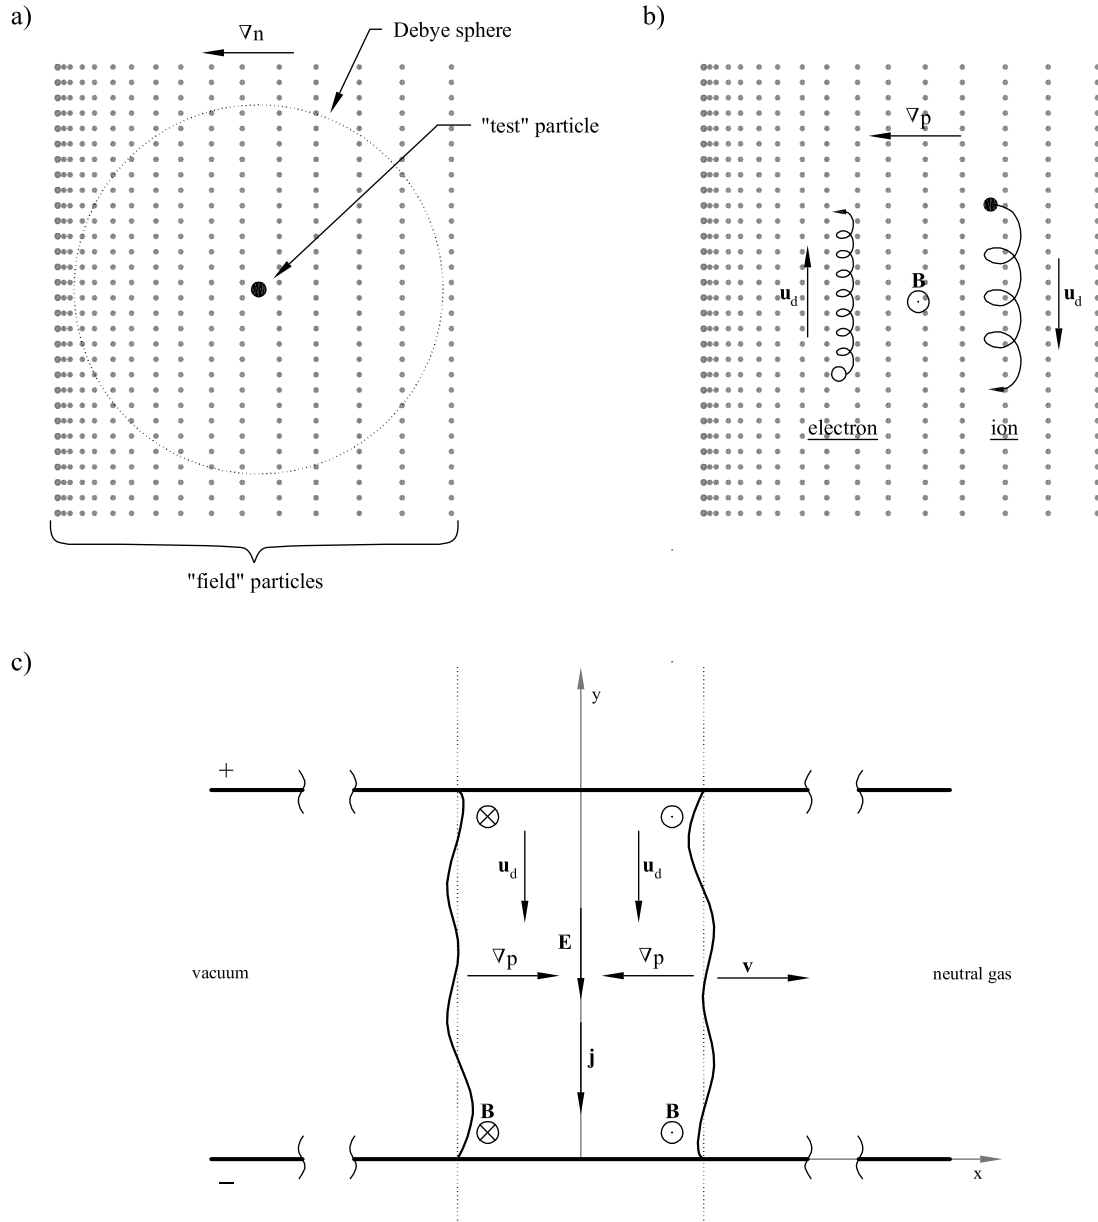 a)
∇n
Debye sphere
"test" particle
"field" particles
b)
∇p
u_d
B
u_d
electron
ion
c)
y
+
u_d
u_d
E
∇p
∇p
v
vacuum
neutral gas
j
B
B
x
−